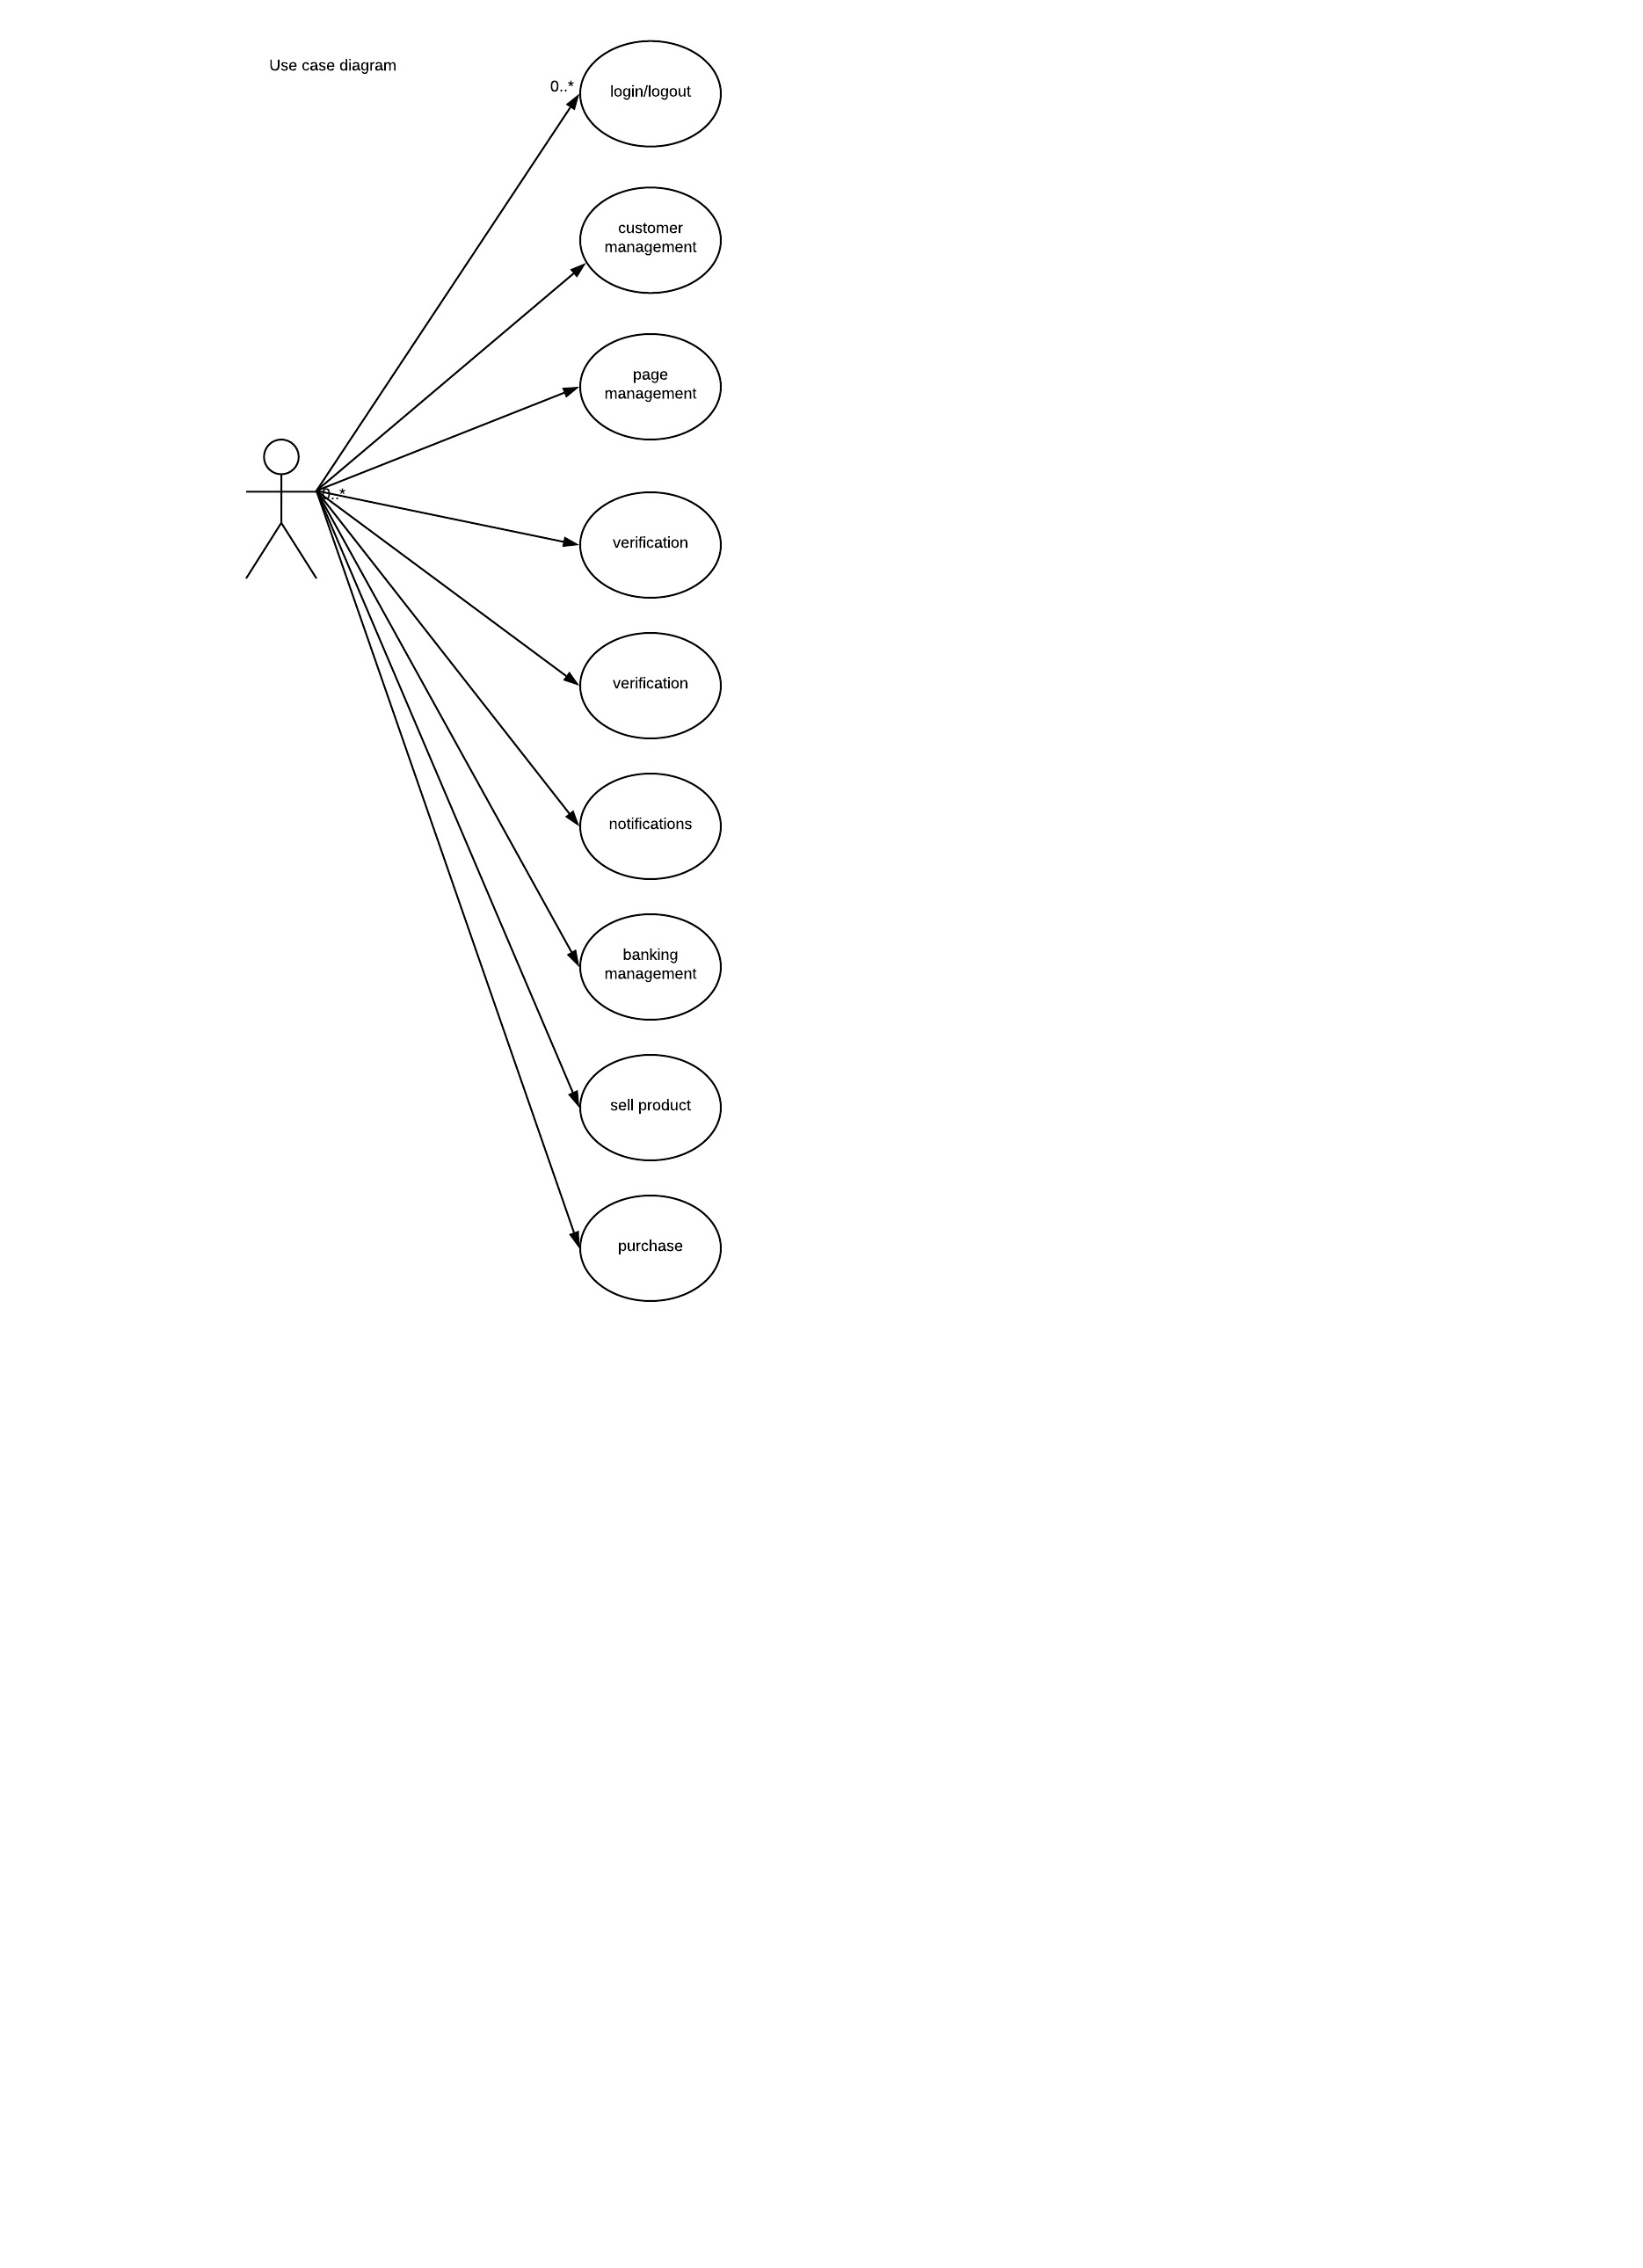 Use case diagram
0..*
login/logout
customer
management
page
management
0..*
verification
verification
notifications
banking
management
sell product
purchase